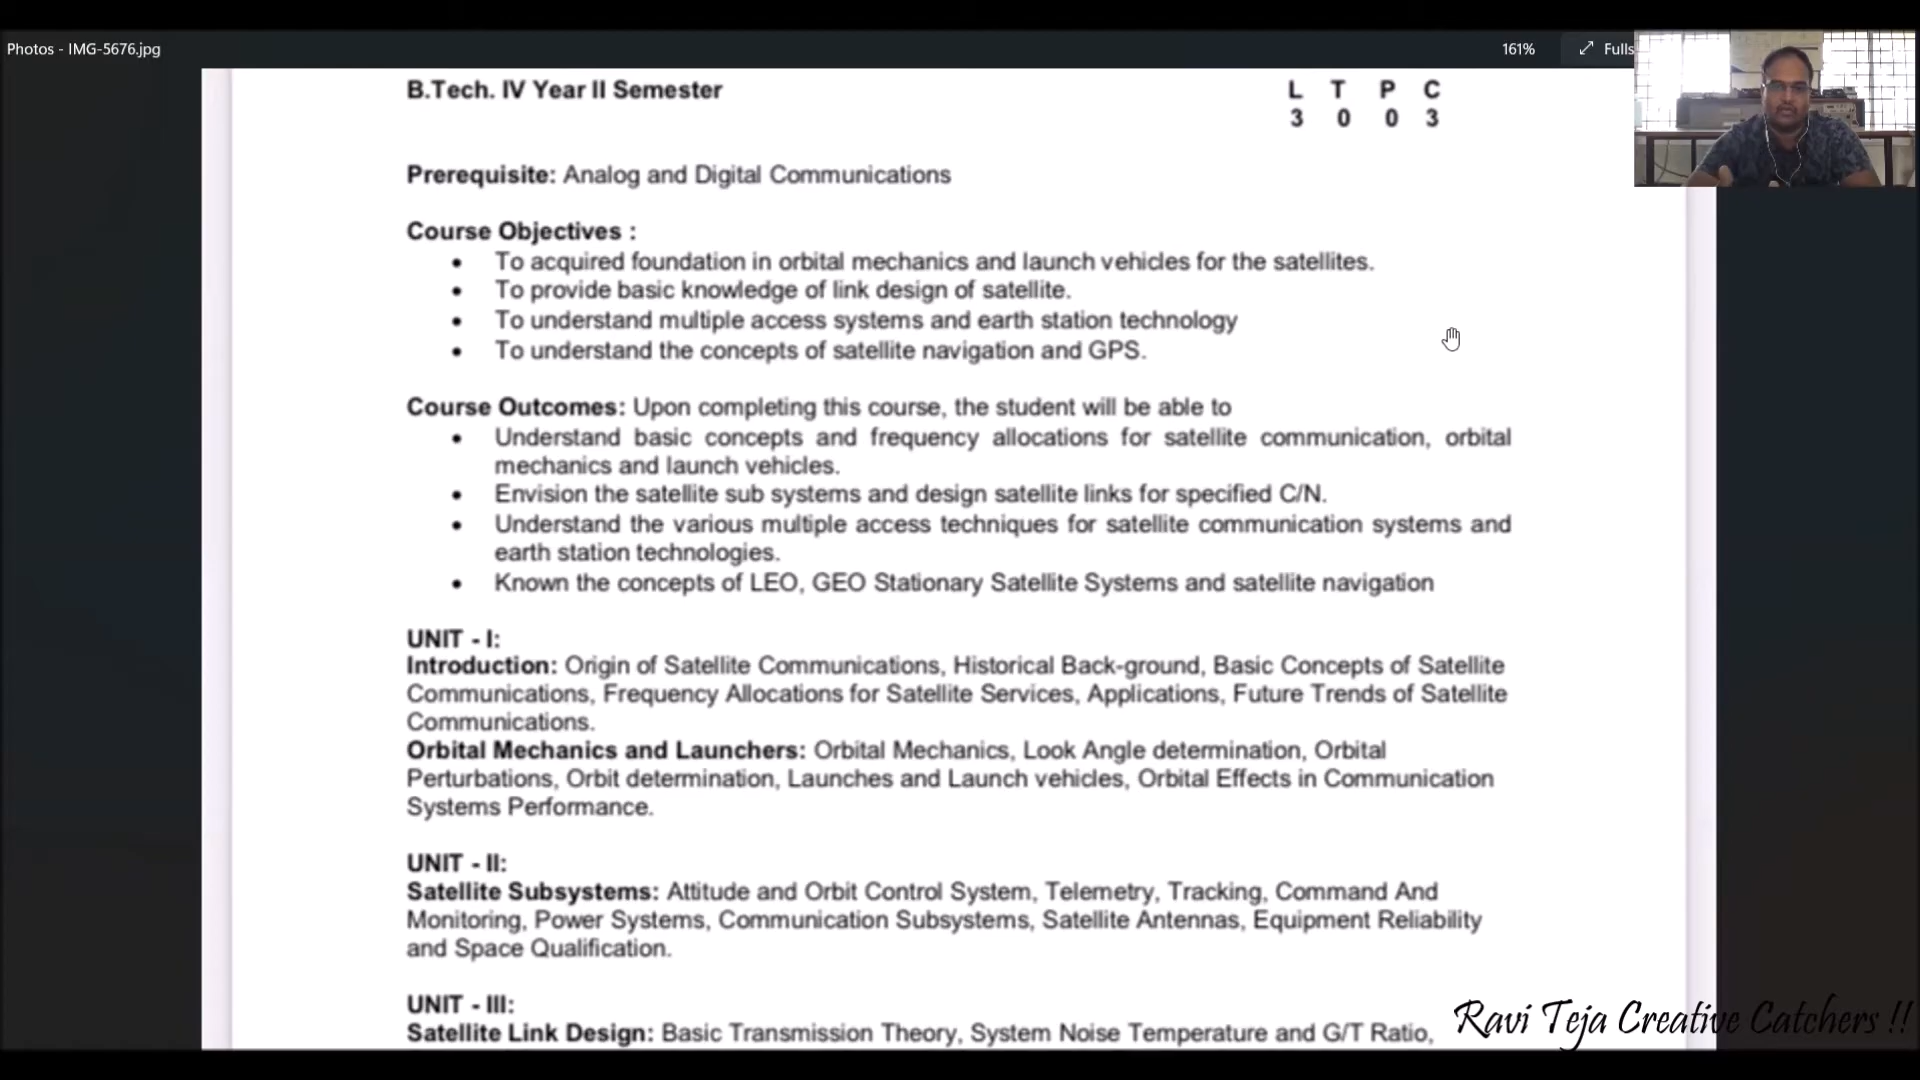 Photos - IMG-5676.jpg
161%
Fulls
B.Tech. IV Year II Semester
L T P C
3 0 0 3
Prerequisite: Analog and Digital Communications
Course Objectives :
• To acquired foundation in orbital mechanics and launch vehicles for the satellites.
• To provide basic knowledge of link design of satellite.
• To understand multiple access systems and earth station technology
• To understand the concepts of satellite navigation and GPS.
Course Outcomes: Upon completing this course, the student will be able to
• Understand basic concepts and frequency allocations for satellite communication, orbital
mechanics and launch vehicles.
• Envision the satellite sub systems and design satellite links for specified C/N.
• Understand the various multiple access techniques for satellite communication systems and
earth station technologies.
• Known the concepts of LEO, GEO Stationary Satellite Systems and satellite navigation
UNIT - I:
Introduction: Origin of Satellite Communications, Historical Back-ground, Basic Concepts of Satellite
Communications, Frequency Allocations for Satellite Services, Applications, Future Trends of Satellite
Communications.
Orbital Mechanics and Launchers: Orbital Mechanics, Look Angle determination, Orbital
Perturbations, Orbit determination, Launches and Launch vehicles, Orbital Effects in Communication
Systems Performance.
UNIT - II:
Satellite Subsystems: Attitude and Orbit Control System, Telemetry, Tracking, Command And
Monitoring, Power Systems, Communication Subsystems, Satellite Antennas, Equipment Reliability
and Space Qualification.
UNIT - III:
Satellite Link Design: Basic Transmission Theory, System Noise Temperature and G/T Ratio,
Ravi Teja Creative Catchers !!